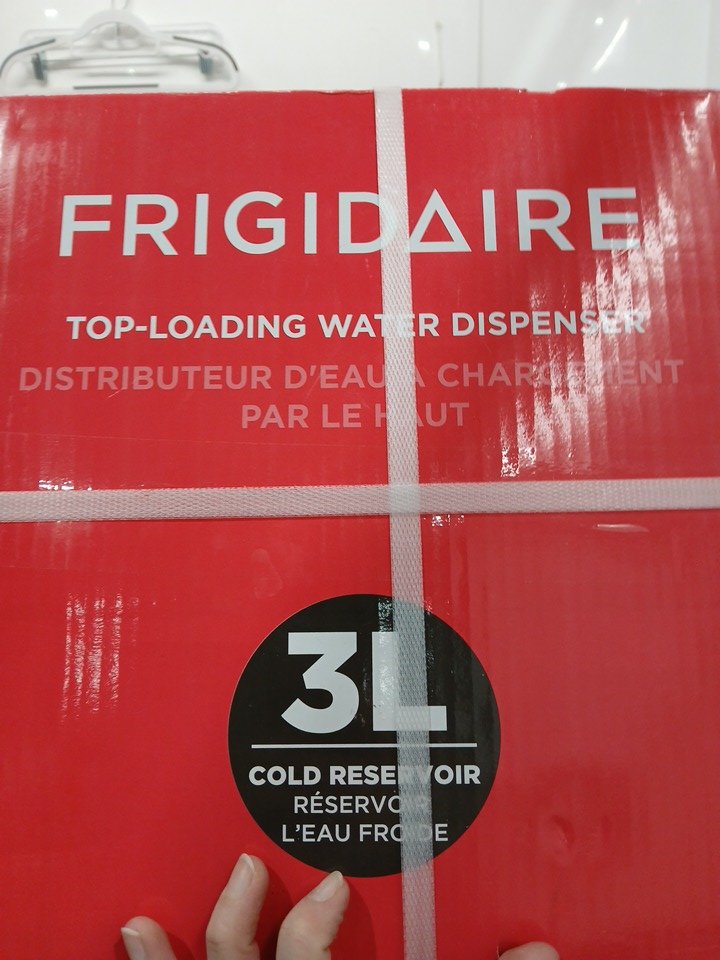 FRIGIDAIRE
TOP-LOADING WATER DISPENSER
DISTRIBUTEUR D'EAU À CHARGEMENT
PAR LE HAUT
3L
COLD RESERVOIR
RÉSERVOIR
L'EAU FROIDE